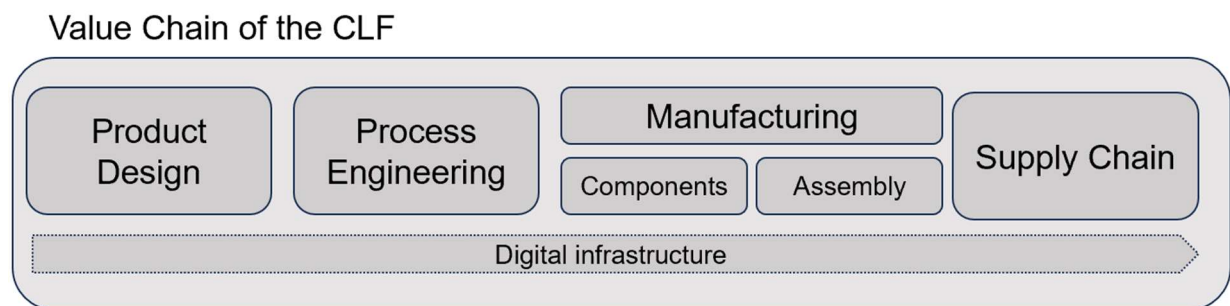 Value Chain of the CLF
Product
Design
Process
Engineering
Manufacturing
Components
Assembly
Supply Chain
Digital infrastructure